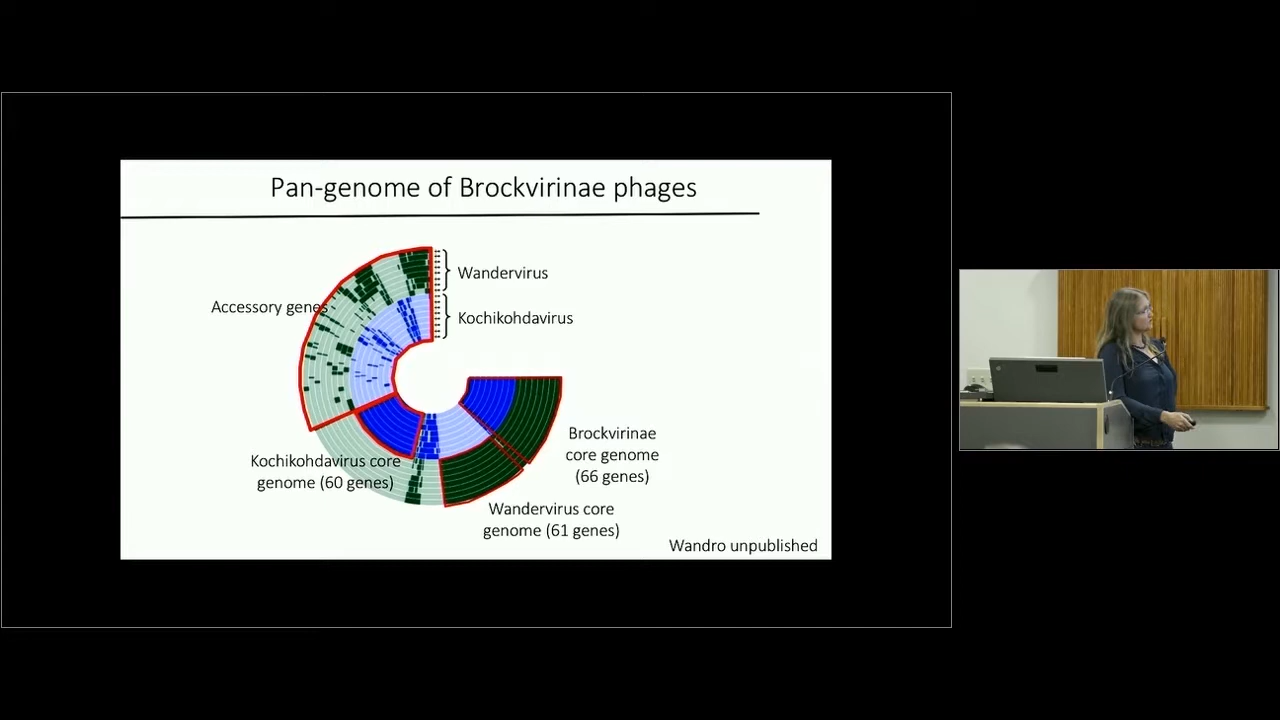 Pan-genome of Brockvirinae phages
Wandervirus
Accessory genes
Kochikohdavirus
Brockvirinae
core genome
(66 genes)
Kochikohdavirus core
genome (60 genes)
Wandervirus core
genome (61 genes)
Wandro unpublished